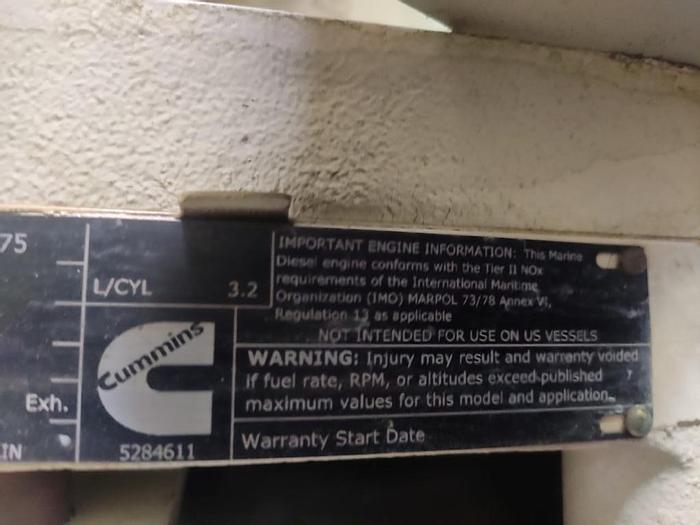 75
L/CYL 3.2
Exh.
IN
Cummins
5284611
IMPORTANT ENGINE INFORMATION: This Marine
Diesel engine conforms with the Tier II NOx
requirements of the International Maritime
Organization (IMO) MARPOL 73/78 Annex VI,
Regulation 13 as applicable
NOT INTENDED FOR USE ON US VESSELS
WARNING: Injury may result and warranty voided
if fuel rate, RPM, or altitudes exceed published
maximum values for this model and application.
Warranty Start Date